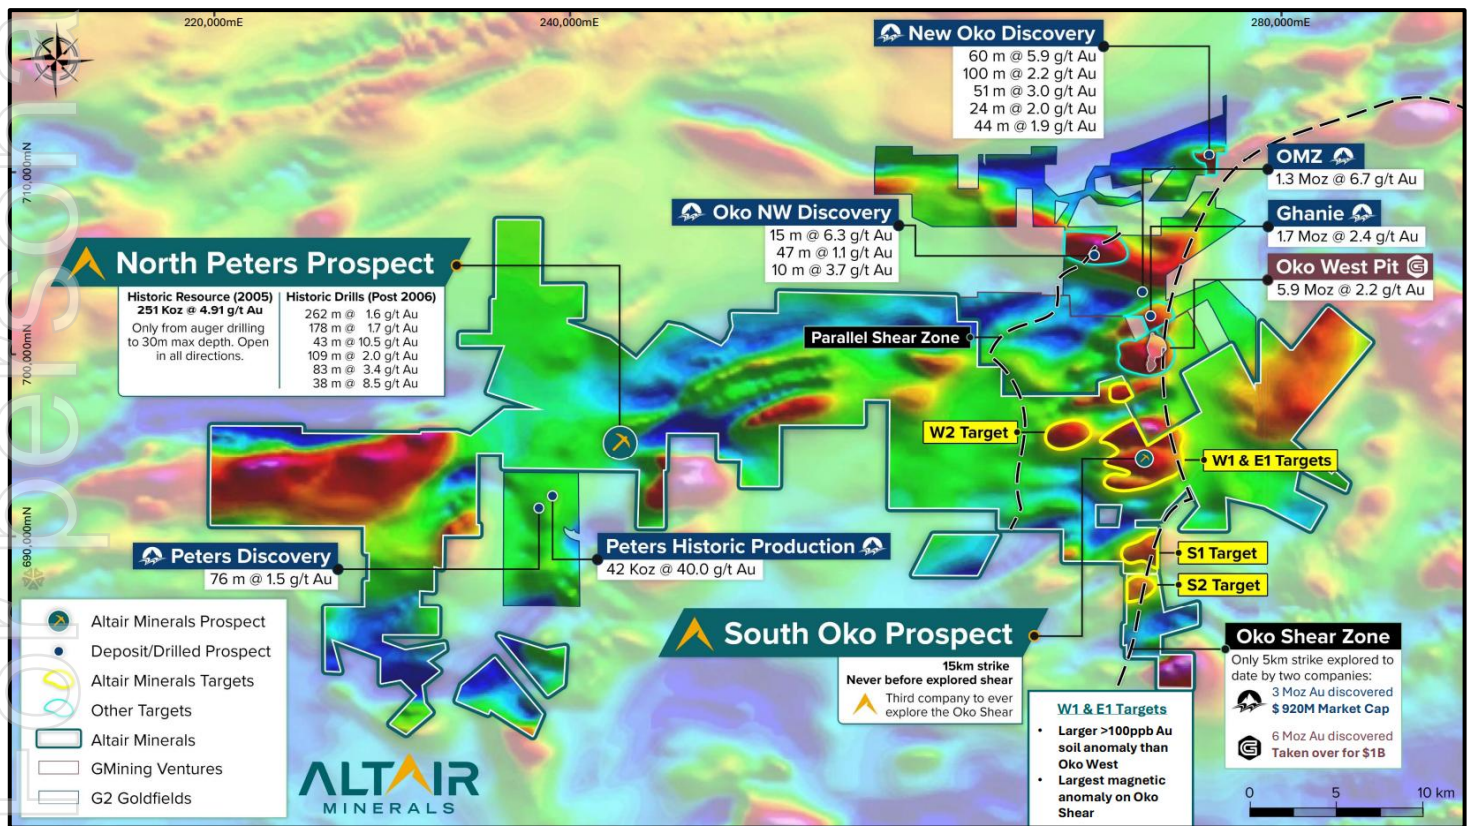 220,000mE
240,000mE
280,000mE
710,000mN
700,000mN
690,000mN
For personal
New Oko Discovery
60 m @ 5.9 g/t Au
100 m @ 2.2 g/t Au
51 m @ 3.0 g/t Au
24 m @ 2.0 g/t Au
44 m @ 1.9 g/t Au
OMZ
1.3 Moz @ 6.7 g/t Au
Ghanie
1.7 Moz @ 2.4 g/t Au
Oko West Pit
5.9 Moz @ 2.2 g/t Au
Oko NW Discovery
15 m @ 6.3 g/t Au
47 m @ 1.1 g/t Au
10 m @ 3.7 g/t Au
North Peters Prospect
Historic Resource (2005)
251 Koz @ 4.91 g/t Au
Only from auger drilling
to 30m max depth. Open
in all directions.
Historic Drills (Post 2006)
262 m @ 1.6 g/t Au
178 m @ 1.7 g/t Au
43 m @ 10.5 g/t Au
109 m @ 2.0 g/t Au
83 m @ 3.4 g/t Au
38 m @ 8.5 g/t Au
Parallel Shear Zone
W2 Target
W1 & E1 Targets
S1 Target
S2 Target
Peters Discovery
76 m @ 1.5 g/t Au
Peters Historic Production
42 Koz @ 40.0 g/t Au
South Oko Prospect
15km strike
Never before explored shear
Third company to ever
explore the Oko Shear
W1 & E1 Targets
• Larger >100ppb Au
soil anomaly than
Oko West
• Largest magnetic
anomaly on Oko
Shear
Oko Shear Zone
Only 5km strike explored to
date by two companies:
3 Moz Au discovered
$ 920M Market Cap
6 Moz Au discovered
Taken over for $1B
Altair Minerals Prospect
Deposit/Drilled Prospect
Altair Minerals Targets
Other Targets
Altair Minerals
GMining Ventures
G2 Goldfields
ALTAIR
MINERALS
0 5 10 km